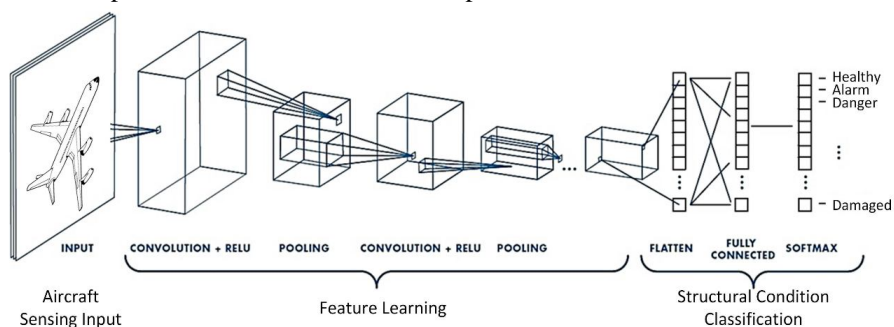 Healthy
Alarm
Danger
Damaged
INPUT
CONVOLUTION + RELU
POOLING
CONVOLUTION + RELU
POOLING
FLATTEN
FULLY
CONNECTED
SOFTMAX
Aircraft
Sensing Input
Feature Learning
Structural Condition
Classification